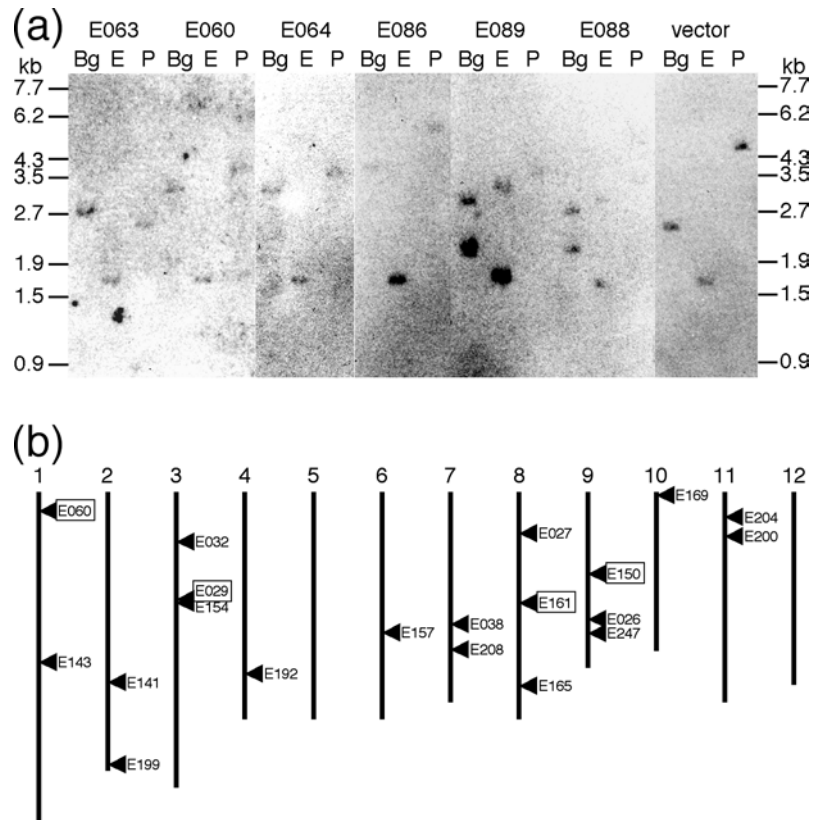 (a)
E063 E060 E064 E086 E089 E088 vector
kb Bg E P Bg E P Bg E P Bg E P Bg E P Bg E P Bg E P kb
7.7 7.7
6.2 6.2
4.3 4.3
3.5 3.5
2.7 2.7
1.9 1.9
1.5 1.5
0.9 0.9
(b)
1 2 3 4 5 6 7 8 9 10 11 12
E169
E060 E204
E032 E027 E200
E150
E029 E161
E154
E038 E026
E157 E247
E208
E143 E192
E141 E165
E199